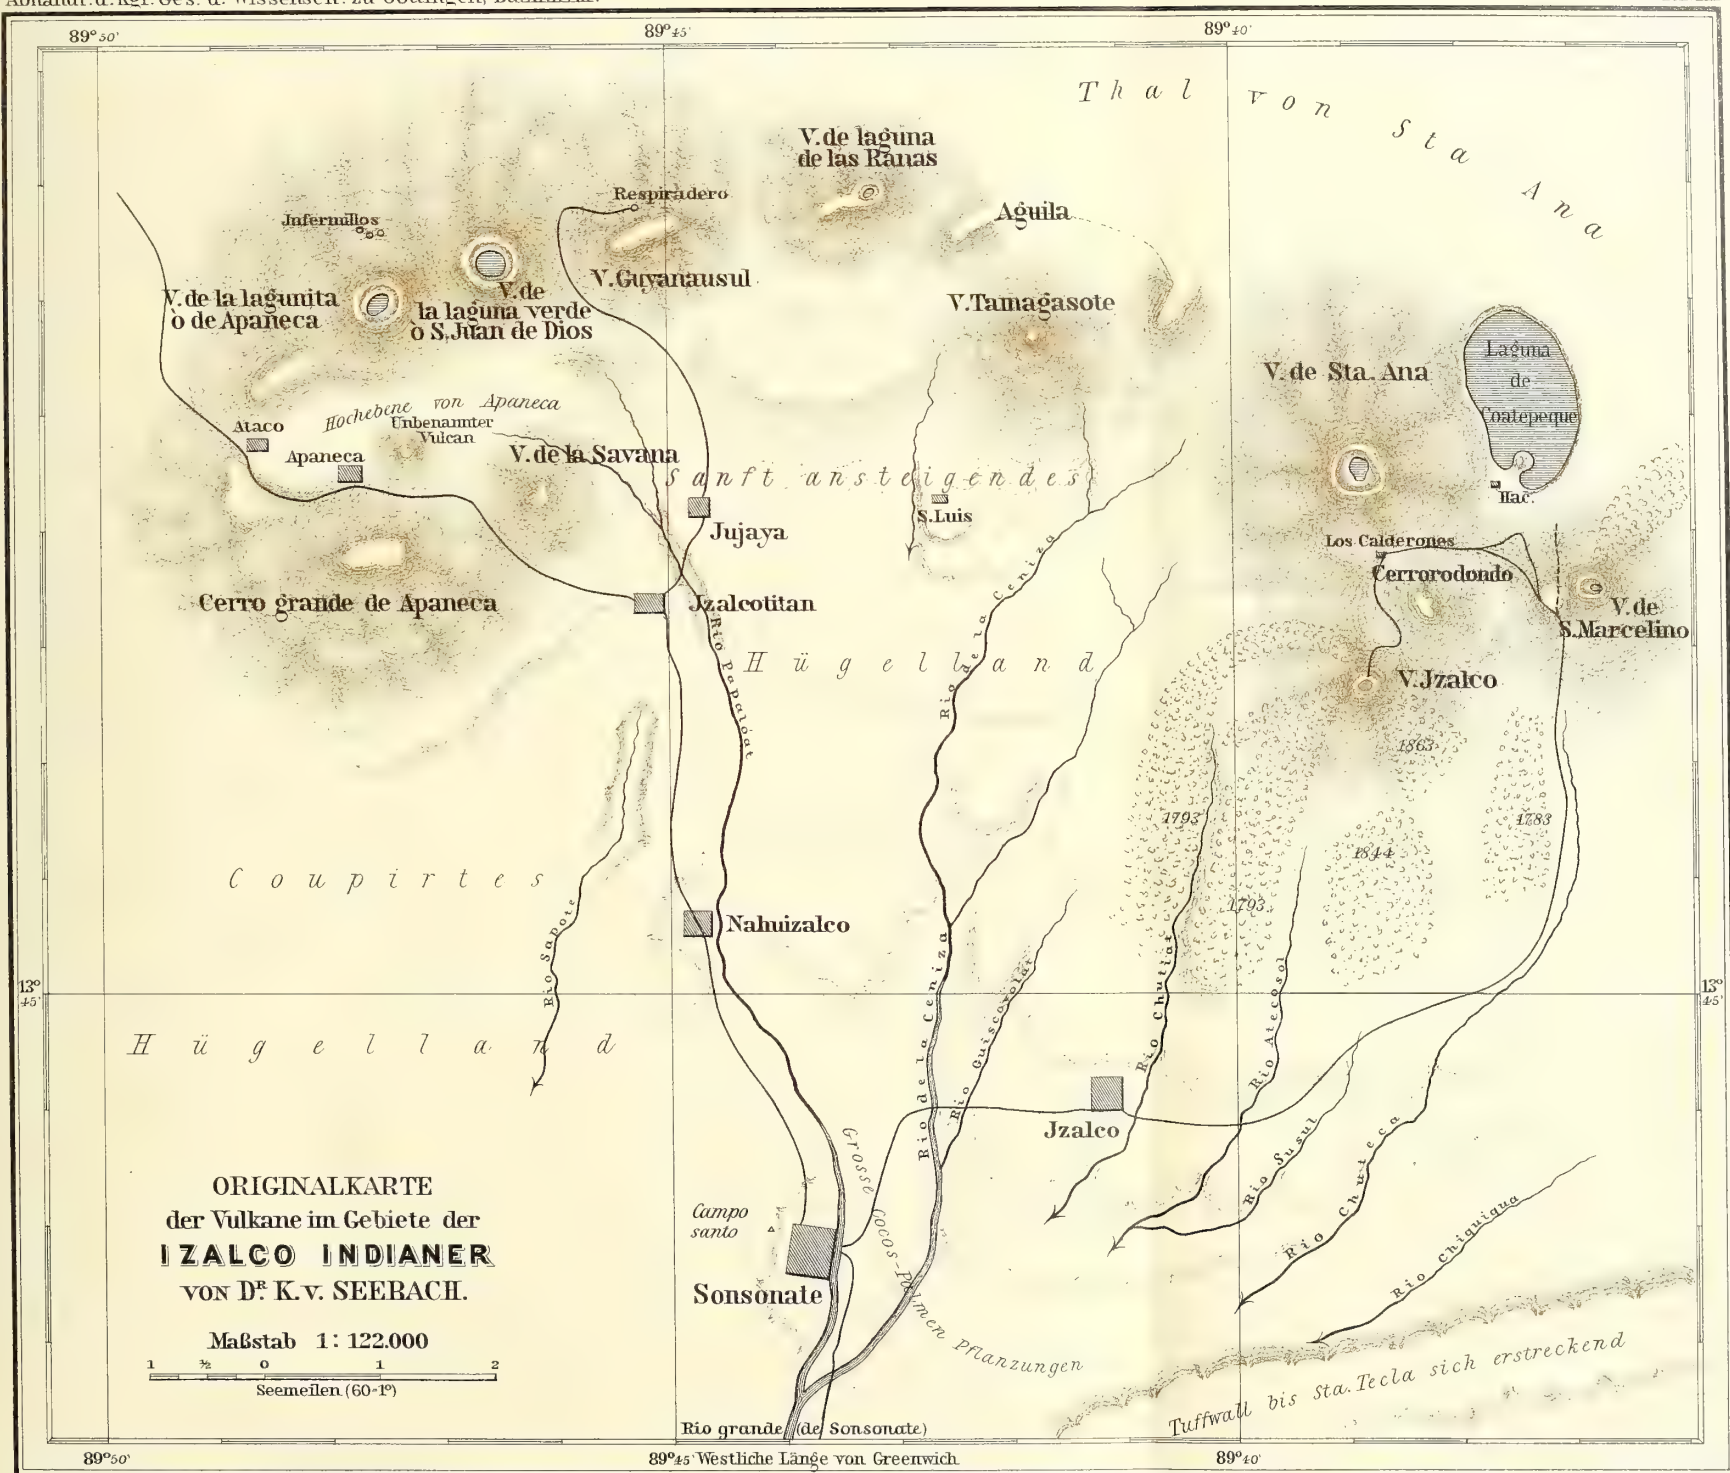 Abhandl. d. Kgl. Ges. d. Wissensch. zu Göttingen,
89° 50'
89° 45'
89° 40'
Thal von Sta Ana
V. de laguna
de las Ranas
Respiradero
Infernillos
Aguila
V. Guyanausul
V. de la lagunita
ò de Apaneca
V. de
la laguna verde
ò S. Juan de Dios
V. Tamagasote
Laguna
de
Coatepeque
V. de Sta. Ana
Hochebene von Apaneca
Unbenannter
Vulcan
Ataco
Apaneca
V. de la Savana
Sanft ansteigendes
Hac.
S. Luis
Jujaya
Los Calderones
Cerrorodondo
V. de
S. Marcelino
Cerro grande de Apaneca
Jzalcotitan
Rio Papaloat
Rio de la Ceniza
Hügelland
V. Jzalco
1863
1793
1783
1844
1793
Coupirtes
Nahuizalco
Rio Sapote
13°
45'
13°
45'
Hügelland
Rio de la Ceniza
Rio Guiscoyolat
Rio Chutiat
Rio Atecosol
Jzalco
Rio Susul
Rio Chuteca
Rio Chiquiqua
Grosse Cocos-Palmen Pflanzungen
Campo
santo
Sonsonate
ORIGINALKARTE
der Vulkane im Gebiete der
IZALCO INDIANER
VON DR. K. v. SEEBACH.
Maßstab 1: 122.000
1 ½ 0 1 2
Seemeilen (60=1°)
Tuffwall bis Sta. Tecla sich erstreckend
Rio grande (de Sonsonate)
89° 50'
89° 45' Westliche Länge von Greenwich
89° 40'